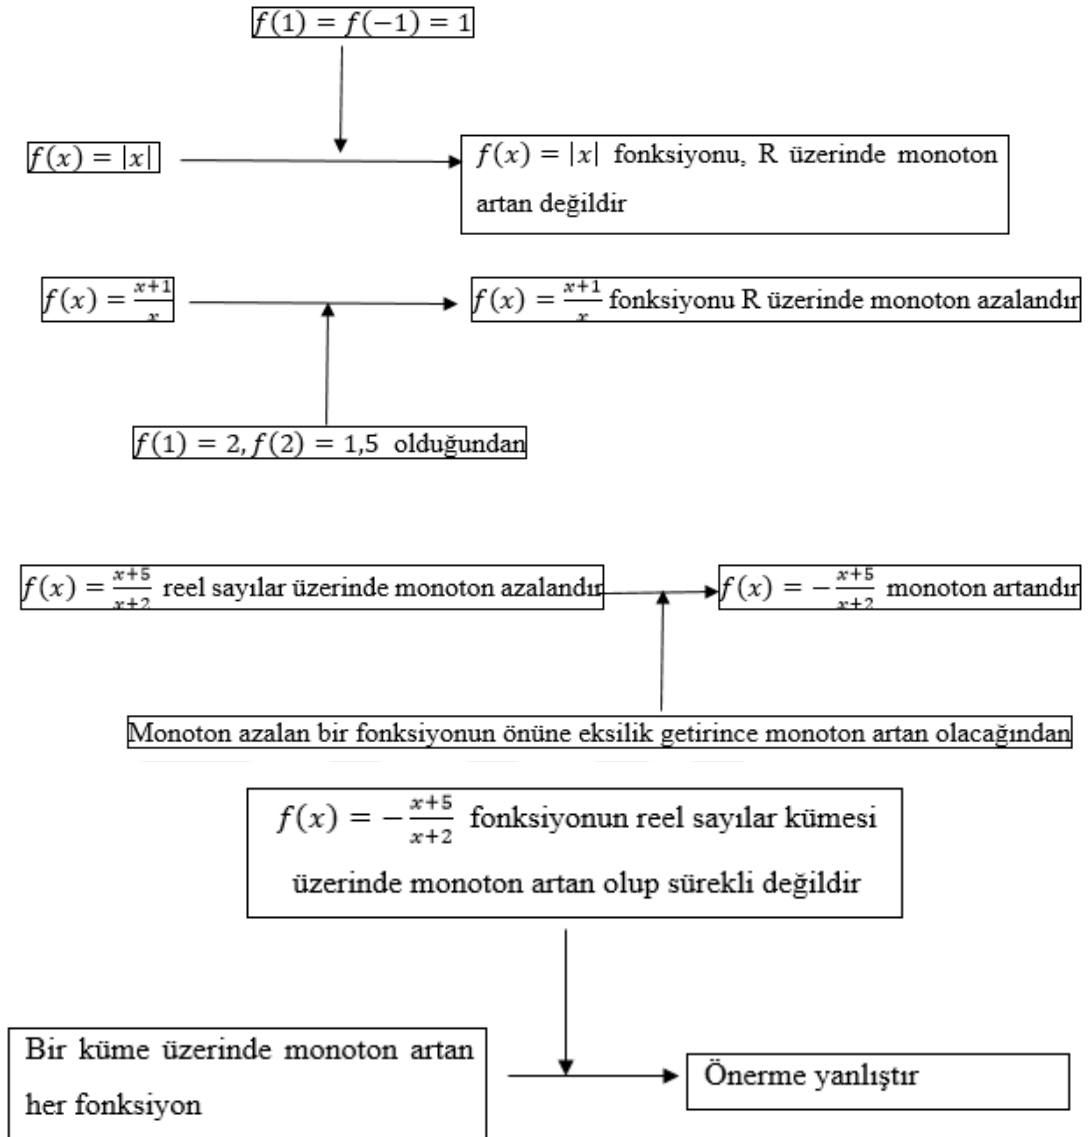 f(1) = f(−1) = 1
f(x) = |x|
f(x) = |x| fonksiyonu, R üzerinde monoton
artan değildir
f(x) = x+1/x
f(x) = x+1/x fonksiyonu R üzerinde monoton azalandır
f(1) = 2, f(2) = 1,5 olduğundan
f(x) = x+5/x+2 reel sayılar üzerinde monoton azalandır
f(x) = − x+5/x+2 monoton artandır
Monoton azalan bir fonksiyonun önüne eksilik getirince monoton artan olacağından
f(x) = − x+5/x+2 fonksiyonun reel sayılar kümesi
üzerinde monoton artan olup sürekli değildir
Bir küme üzerinde monoton artan
her fonksiyon
Önerme yanlıştır